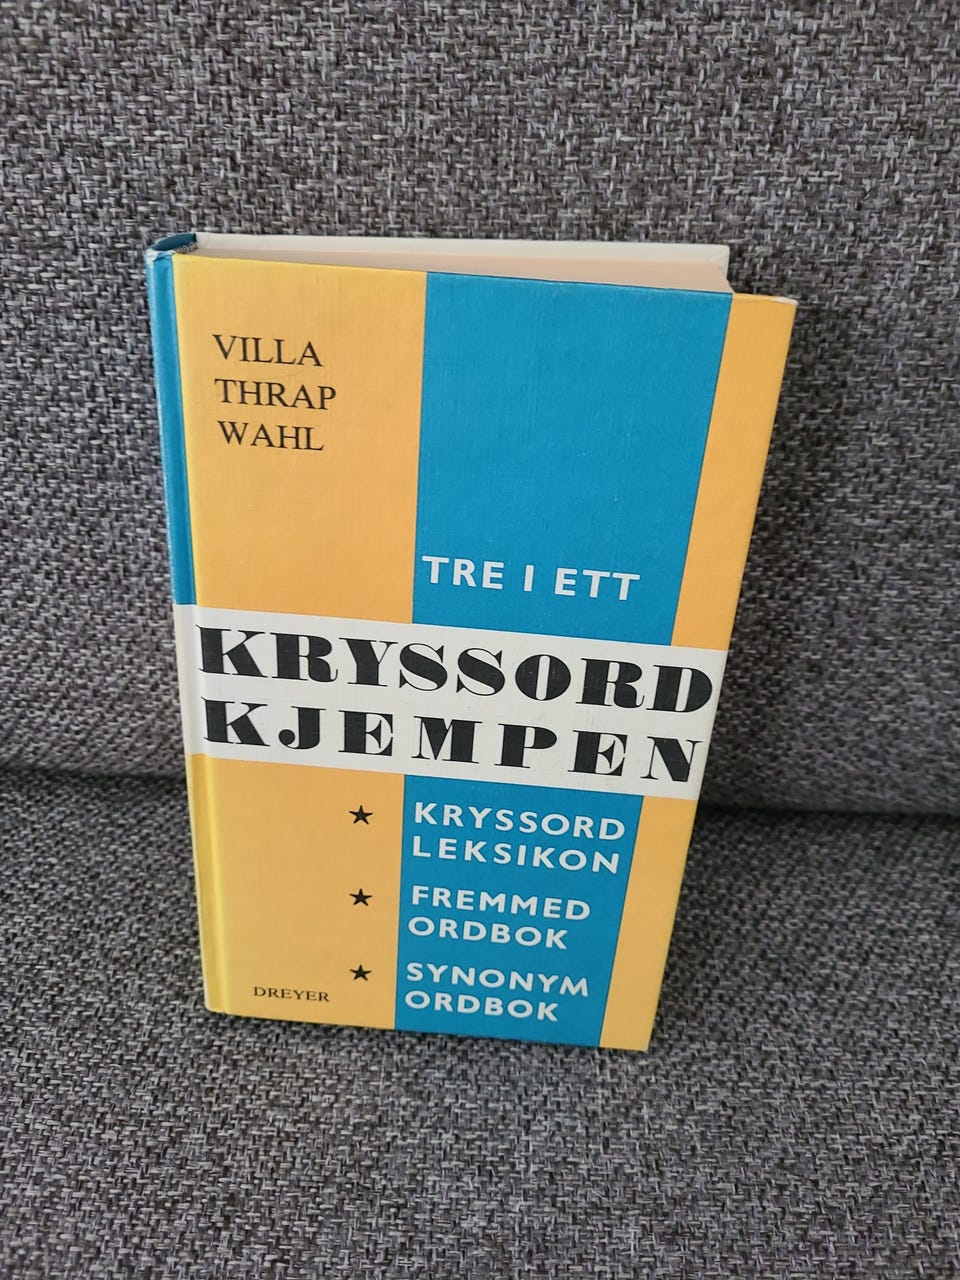 VILLA
THRAP
WAHL
TRE I ETT
KRYSSORD
KJEMPEN
★ KRYSSORD
LEKSIKON
★ FREMMED
ORDBOK
★ SYNONYM
ORDBOK
DREYER